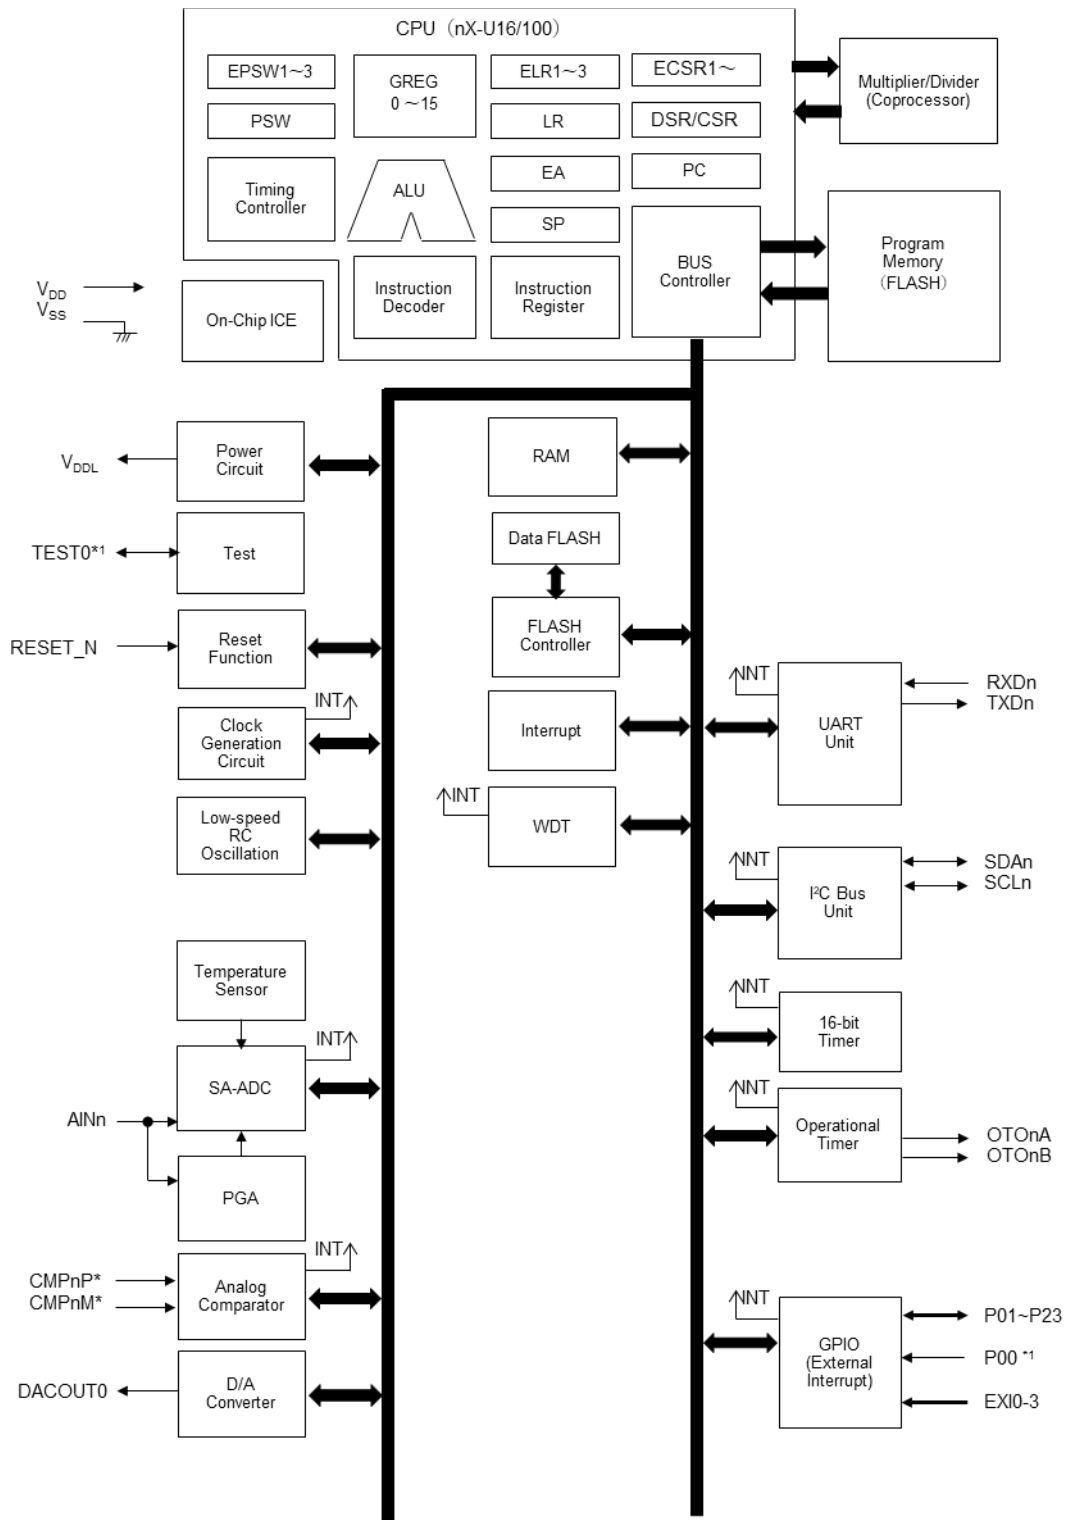 CPU (nX-U16/100)
EPSW1～3
GREG
0 ～15
ELR1～3
ECSR1～
Multiplier/Divider
(Coprocessor)
PSW
LR
DSR/CSR
Timing
Controller
ALU
EA
PC
SP
BUS
Controller
Program
Memory
(FLASH)
VDD
VSS
On-Chip ICE
Instruction
Decoder
Instruction
Register
VDDL
Power
Circuit
RAM
TEST0*1
Test
Data FLASH
RESET_N
Reset
Function
FLASH
Controller
INT
Clock
Generation
Circuit
Interrupt
INT
UART
Unit
RXDn
TXDn
Low-speed
RC
Oscillation
INT
WDT
INT
I²C Bus
Unit
SDAn
SCLn
Temperature
Sensor
INT
16-bit
Timer
INT
SA-ADC
AINn
INT
Operational
Timer
OTOnA
OTOnB
PGA
INT
CMPnP*
CMPnM*
Analog
Comparator
INT
GPIO
(External
Interrupt)
P01~P23
P00 *1
EXI0-3
DACOUT0
D/A
Converter